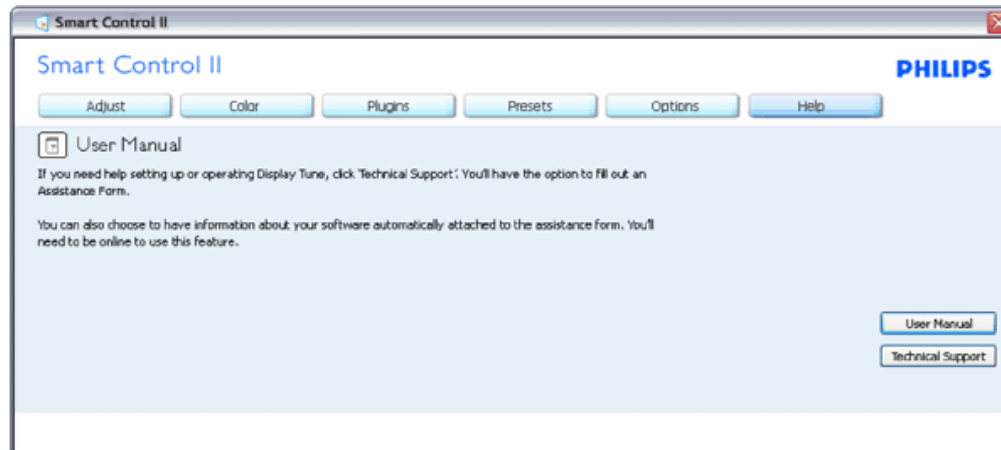 Smart Control II
Smart Control II
PHILIPS
Adjust Color Plugins Presets Options Help
User Manual
If you need help setting up or operating Display Tune, click 'Technical Support'. You'll have the option to fill out an
Assistance Form.
You can also choose to have information about your software automatically attached to the assistance form. You'll
need to be online to use this feature.
User Manual
Technical Support